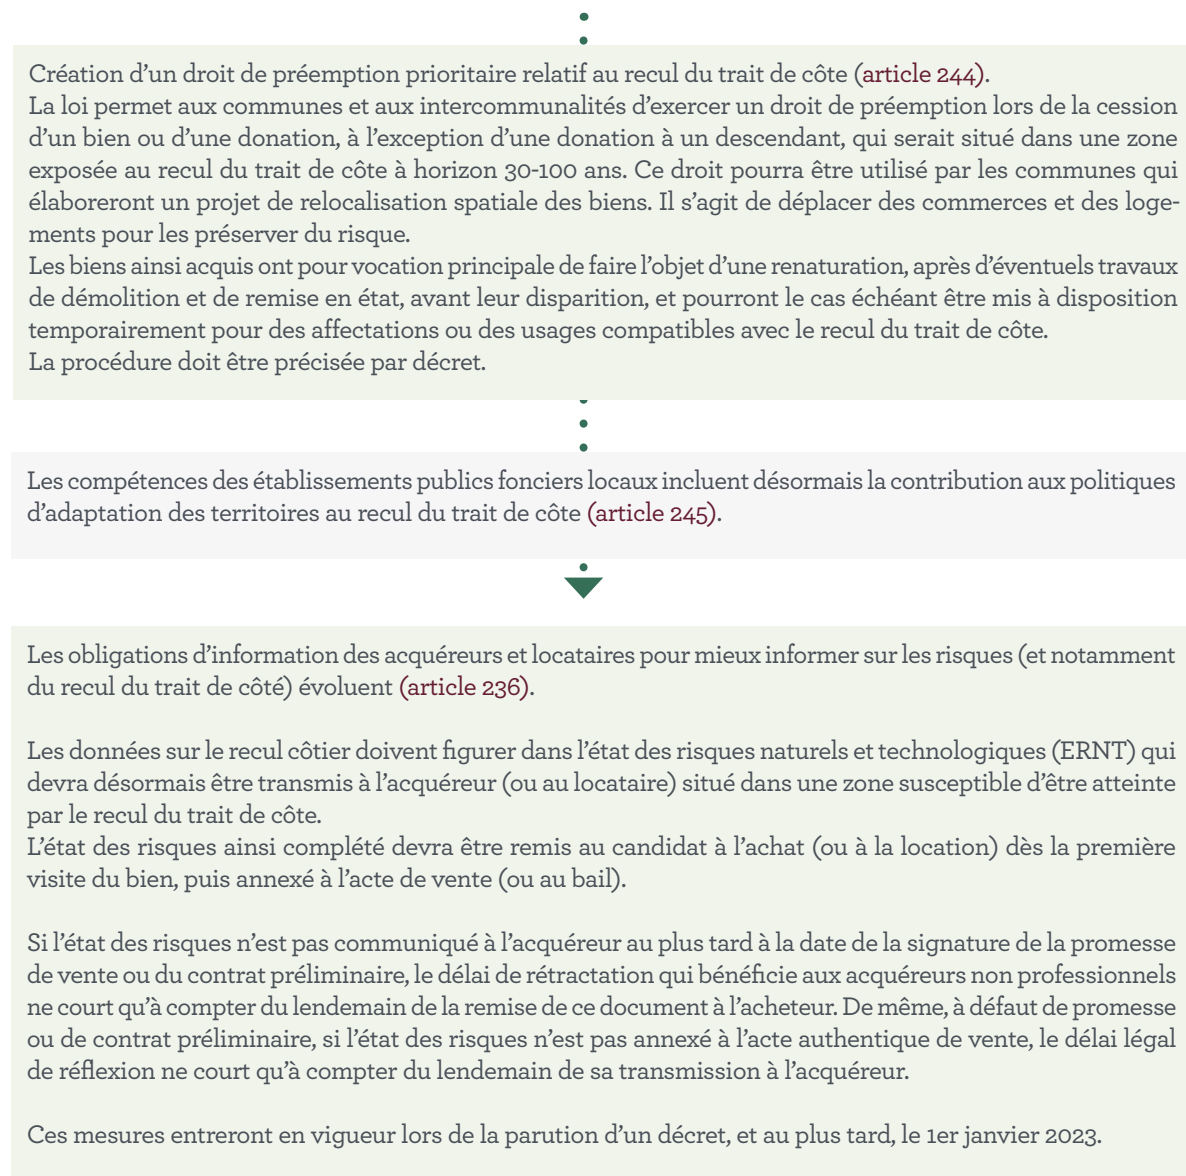 Création d’un droit de préemption prioritaire relatif au recul du trait de côte (article 244).
La loi permet aux communes et aux intercommunalités d’exercer un droit de préemption lors de la cession
d’un bien ou d’une donation, à l’exception d’une donation à un descendant, qui serait situé dans une zone
exposée au recul du trait de côte à horizon 30-100 ans. Ce droit pourra être utilisé par les communes qui
élaboreront un projet de relocalisation spatiale des biens. Il s’agit de déplacer des commerces et des loge-
ments pour les préserver du risque.
Les biens ainsi acquis ont pour vocation principale de faire l’objet d’une renaturation, après d’éventuels travaux
de démolition et de remise en état, avant leur disparition, et pourront le cas échéant être mis à disposition
temporairement pour des affectations ou des usages compatibles avec le recul du trait de côte.
La procédure doit être précisée par décret.
Les compétences des établissements publics fonciers locaux incluent désormais la contribution aux politiques
d’adaptation des territoires au recul du trait de côte (article 245).
Les obligations d’information des acquéreurs et locataires pour mieux informer sur les risques (et notamment
du recul du trait de côté) évoluent (article 236).
Les données sur le recul côtier doivent figurer dans l’état des risques naturels et technologiques (ERNT) qui
devra désormais être transmis à l’acquéreur (ou au locataire) situé dans une zone susceptible d’être atteinte
par le recul du trait de côte.
L’état des risques ainsi complété devra être remis au candidat à l’achat (ou à la location) dès la première
visite du bien, puis annexé à l’acte de vente (ou au bail).
Si l’état des risques n’est pas communiqué à l’acquéreur au plus tard à la date de la signature de la promesse
de vente ou du contrat préliminaire, le délai de rétractation qui bénéficie aux acquéreurs non professionnels
ne court qu’à compter du lendemain de la remise de ce document à l’acheteur. De même, à défaut de promesse
ou de contrat préliminaire, si l’état des risques n’est pas annexé à l’acte authentique de vente, le délai légal
de réflexion ne court qu’à compter du lendemain de sa transmission à l’acquéreur.
Ces mesures entreront en vigueur lors de la parution d’un décret, et au plus tard, le 1er janvier 2023.